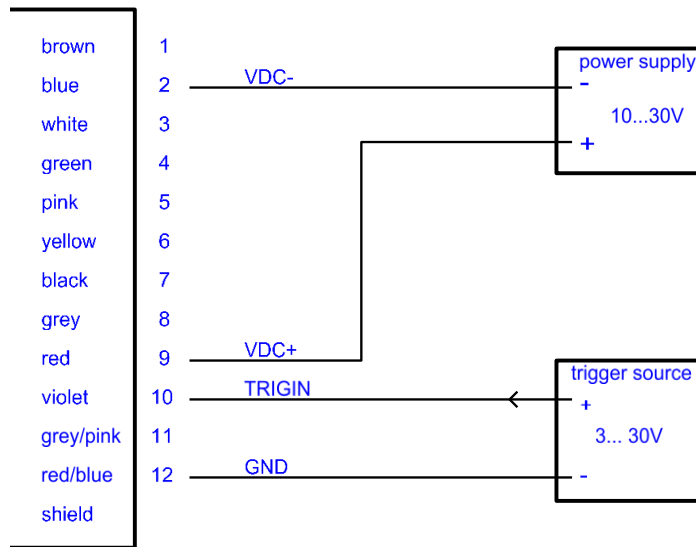 brown 1
blue 2 VDC- - power supply
white 3 10...30V
green 4 +
pink 5
yellow 6
black 7
grey 8
red 9 VDC+
violet 10 TRIGIN trigger source +
grey/pink 11 3... 30V
red/blue 12 GND -
shield